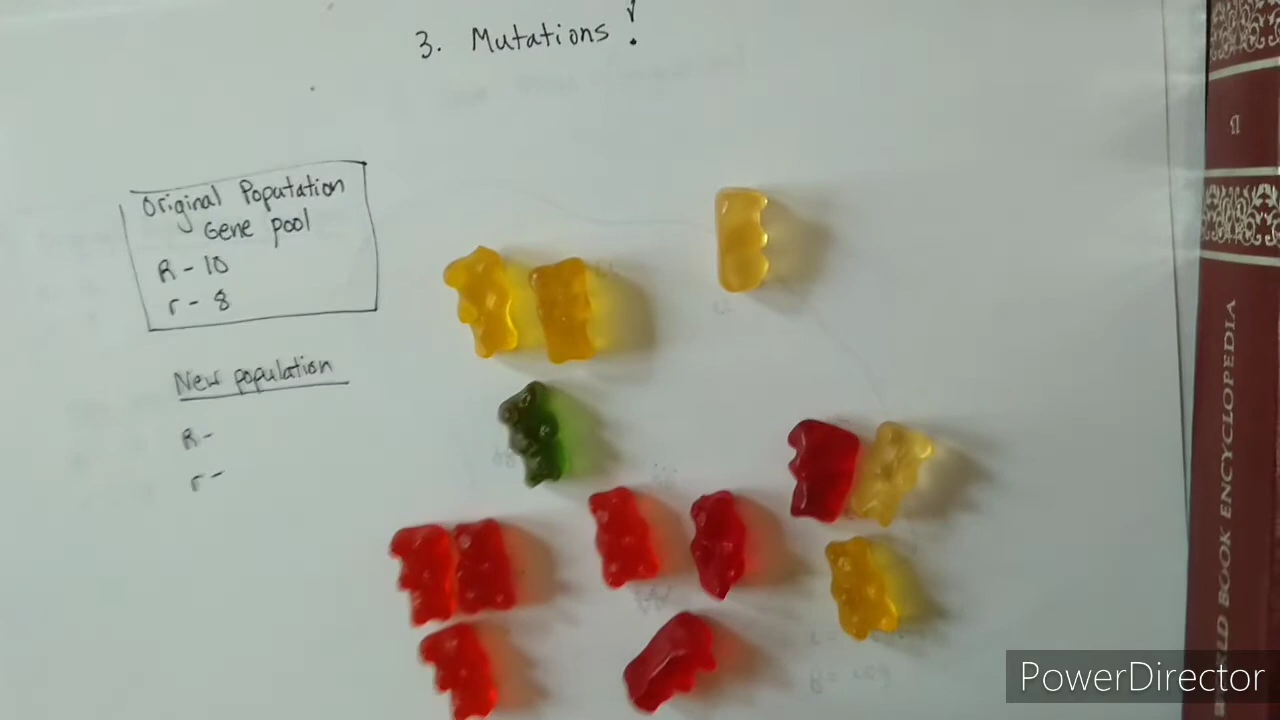 3. Mutations!
Original Population
Gene pool
R - 10
r - 8
New population
R -
r -
WORLD BOOK ENCYCLOPEDIA
PowerDirector